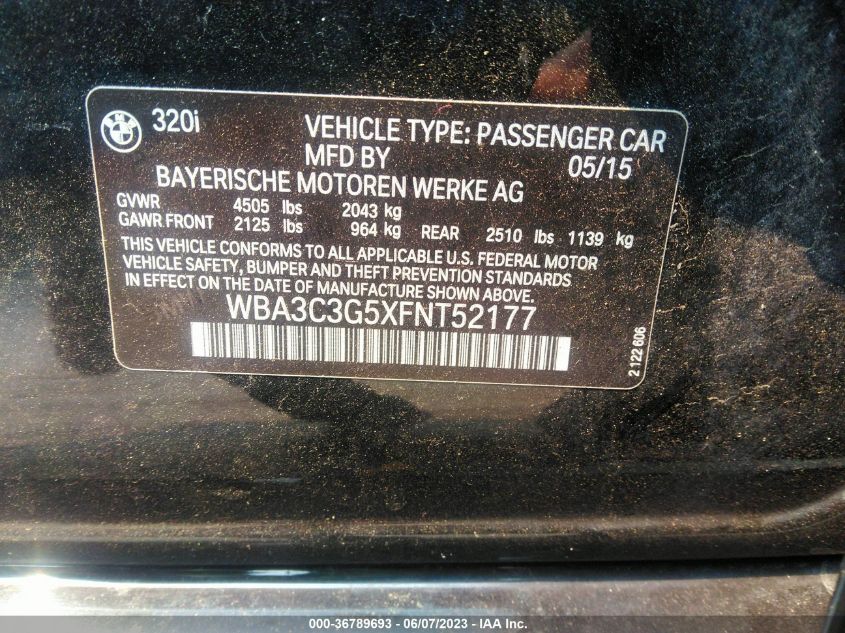 BMW
320i
VEHICLE TYPE: PASSENGER CAR
MFD BY 05/15
BAYERISCHE MOTOREN WERKE AG
GVWR 4505 lbs 2043 kg
GAWR FRONT 2125 lbs 964 kg REAR 2510 lbs 1139 kg
THIS VEHICLE CONFORMS TO ALL APPLICABLE U.S. FEDERAL MOTOR
VEHICLE SAFETY, BUMPER AND THEFT PREVENTION STANDARDS
IN EFFECT ON THE DATE OF MANUFACTURE SHOWN ABOVE.
WBA3C3G5XFNT52177
2 122 606
000-36789693 - 06/07/2023 - IAA Inc.